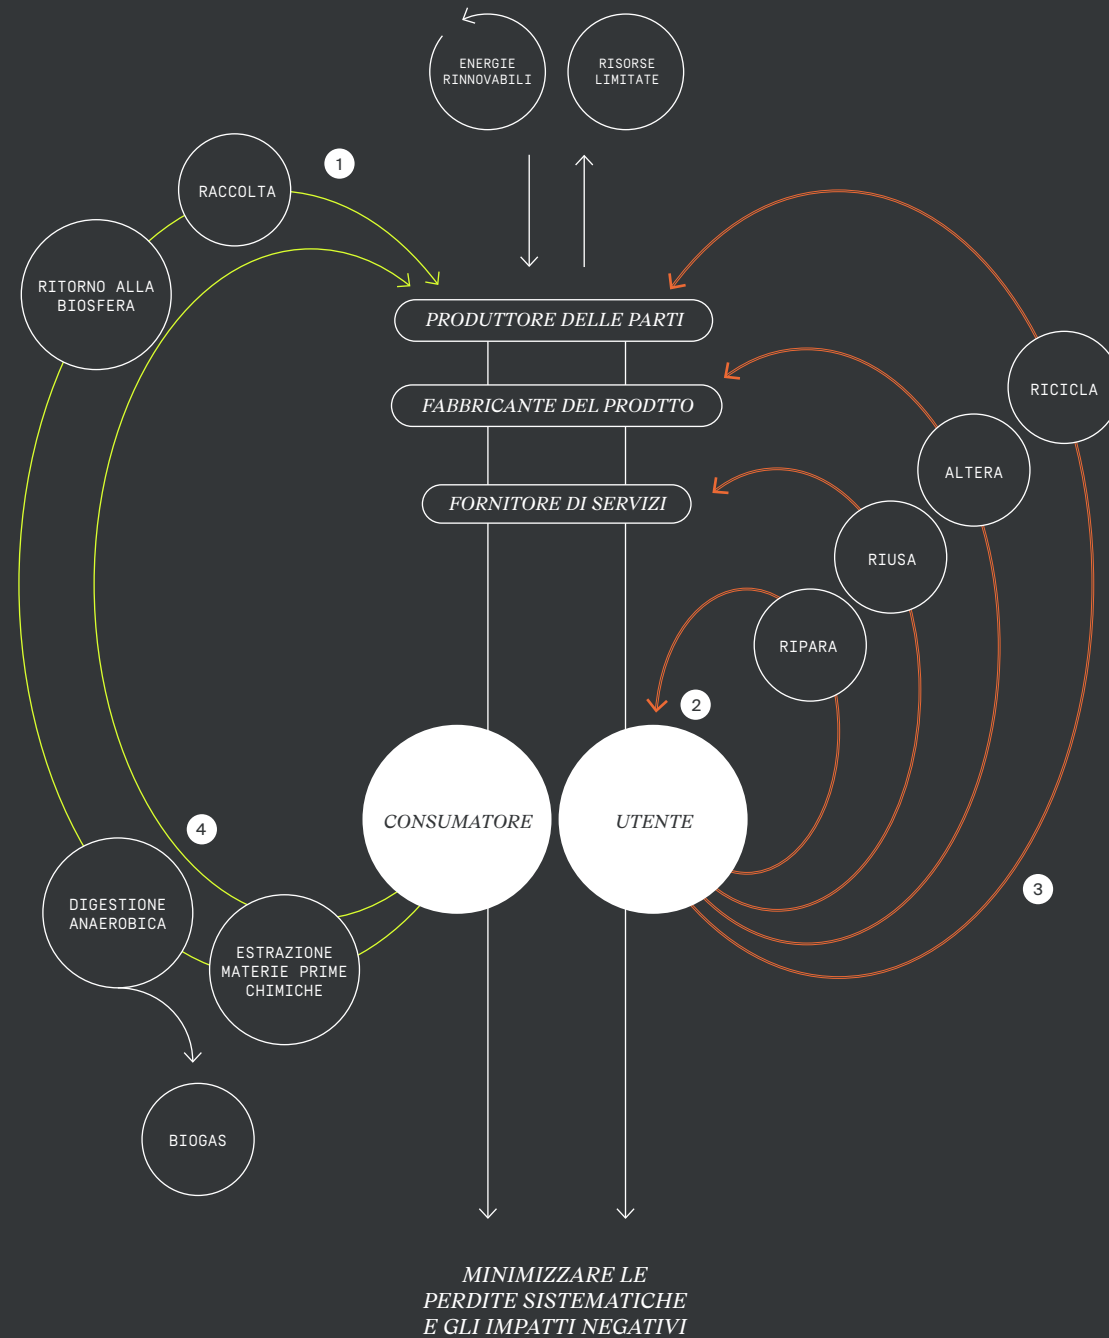 ENERGIE
RINNOVABILI
RISORSE
LIMITATE
1
RACCOLTA
RITORNO ALLA
BIOSFERA
PRODUTTORE DELLE PARTI
FABBRICANTE DEL PRODTTO
FORNITORE DI SERVIZI
RICICLA
ALTERA
RIUSA
RIPARA
2
CONSUMATORE
UTENTE
4
3
DIGESTIONE
ANAEROBICA
ESTRAZIONE
MATERIE PRIME
CHIMICHE
BIOGAS
MINIMIZZARE LE
PERDITE SISTEMATICHE
E GLI IMPATTI NEGATIVI